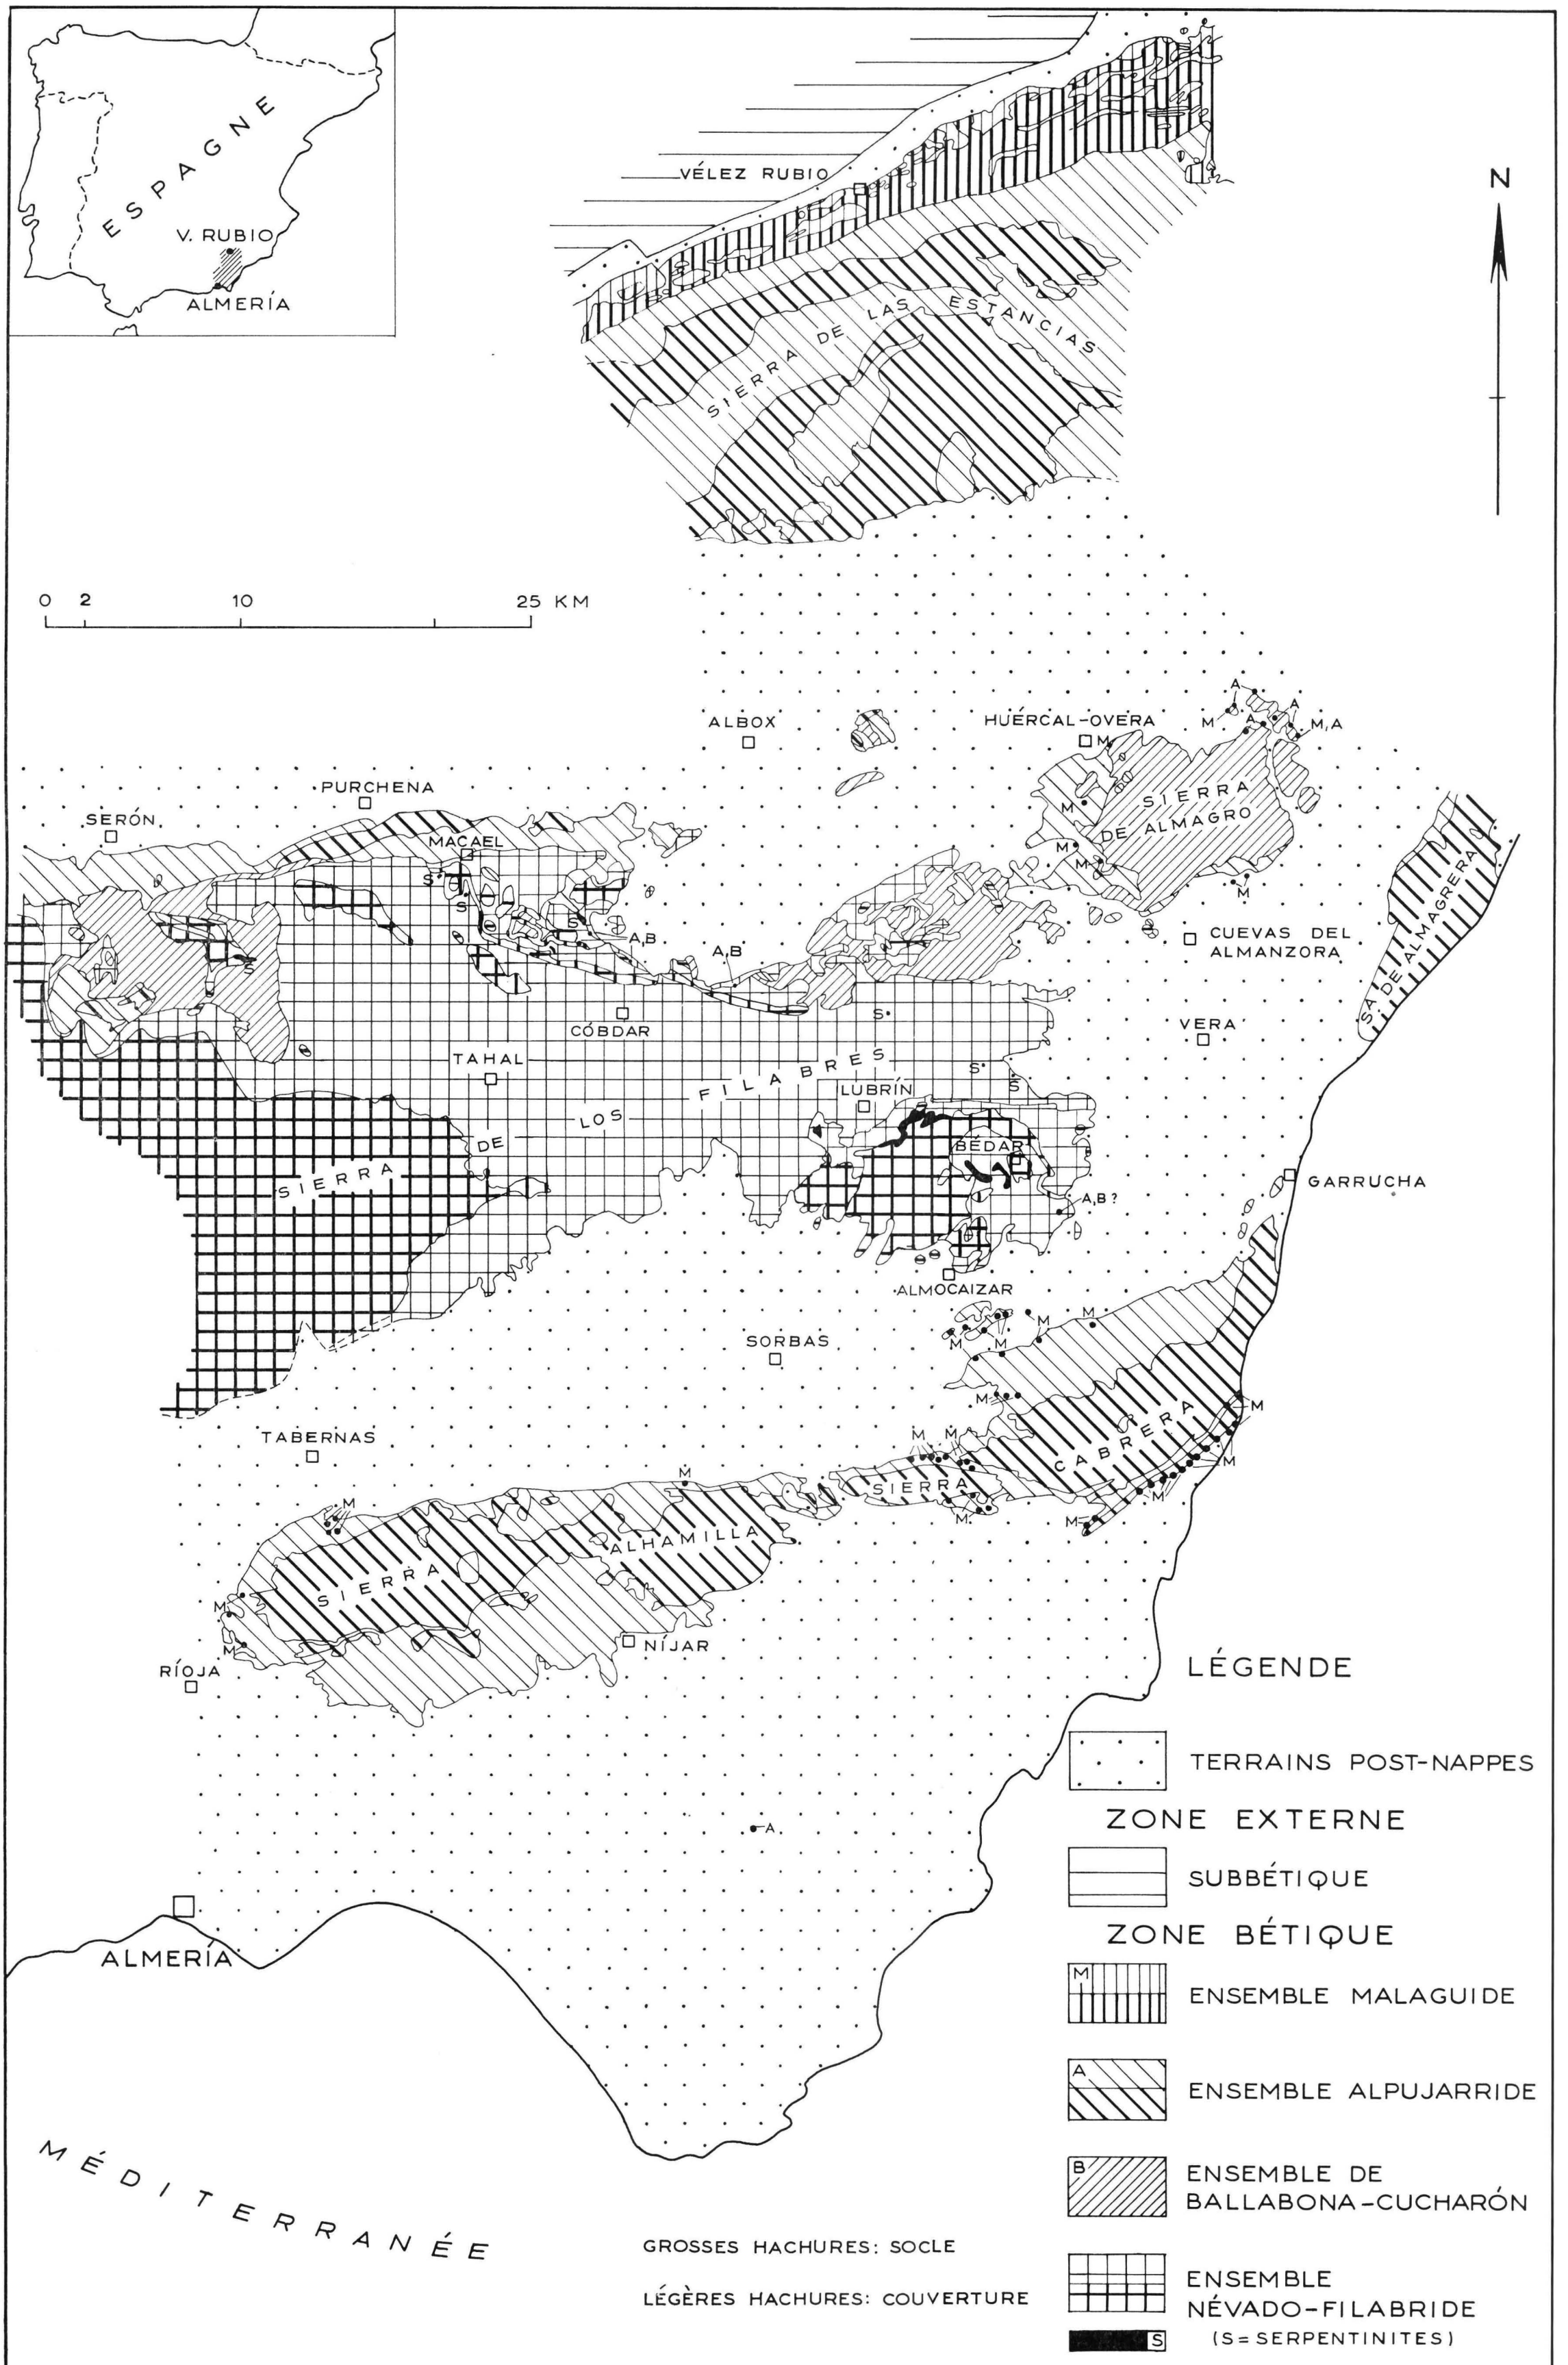 ESPAGNE
V. RUBIO
ALMERÍA
VÉLEZ RUBIO
N
SIERRA DE LAS ESTANCIAS
0 2 10 25 KM
ALBOX
HUÉRCAL-OVERA
M
A
M
A
A
M,A
PURCHENA
SERÓN
MACAEL
SIERRA
DE ALMAGRO
M
M
M
M
S
S
S
S
A,B
A,B
CUEVAS DEL
ALMANZORA
SA DE ALMAGRERA
CÓBDAR
S
VERA
TAHAL
S
S
SIERRA DE LOS FILABRES
LUBRÍN
BÉDAR
A,B?
GARRUCHA
ALMOCAIZAR
M
M
M
M
SORBAS
M
TABERNAS
M
M
M
SIERRA CABRERA
M
M
M
M
M
M
SIERRA ALHAMILLA
M
M
NÍJAR
RÍOJA
A
ALMERÍA
MÉDITERRANÉE
LÉGENDE
TERRAINS POST-NAPPES
ZONE EXTERNE
SUBBÉTIQUE
ZONE BÉTIQUE
M
ENSEMBLE MALAGUIDE
A
ENSEMBLE ALPUJARRIDE
B
ENSEMBLE DE
BALLABONA-CUCHARÓN
GROSSES HACHURES: SOCLE
LÉGÈRES HACHURES: COUVERTURE
ENSEMBLE
NÉVADO-FILABRIDE
S
(S=SERPENTINITES)